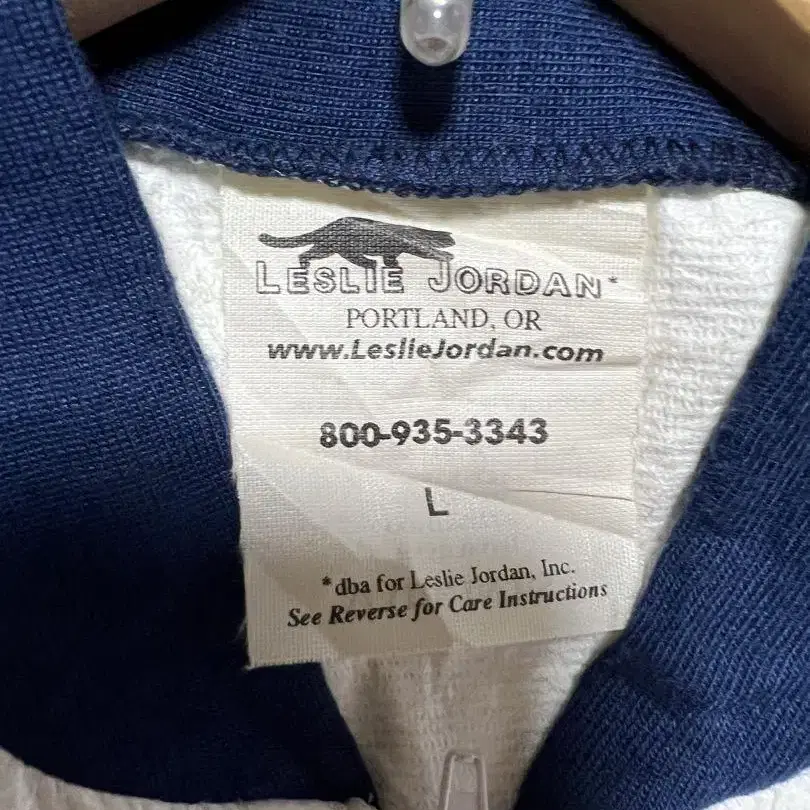 LESLIE JORDAN*
PORTLAND, OR
www.LeslieJordan.com
800-935-3343
L
*dba for Leslie Jordan, Inc.
See Reverse for Care Instructions